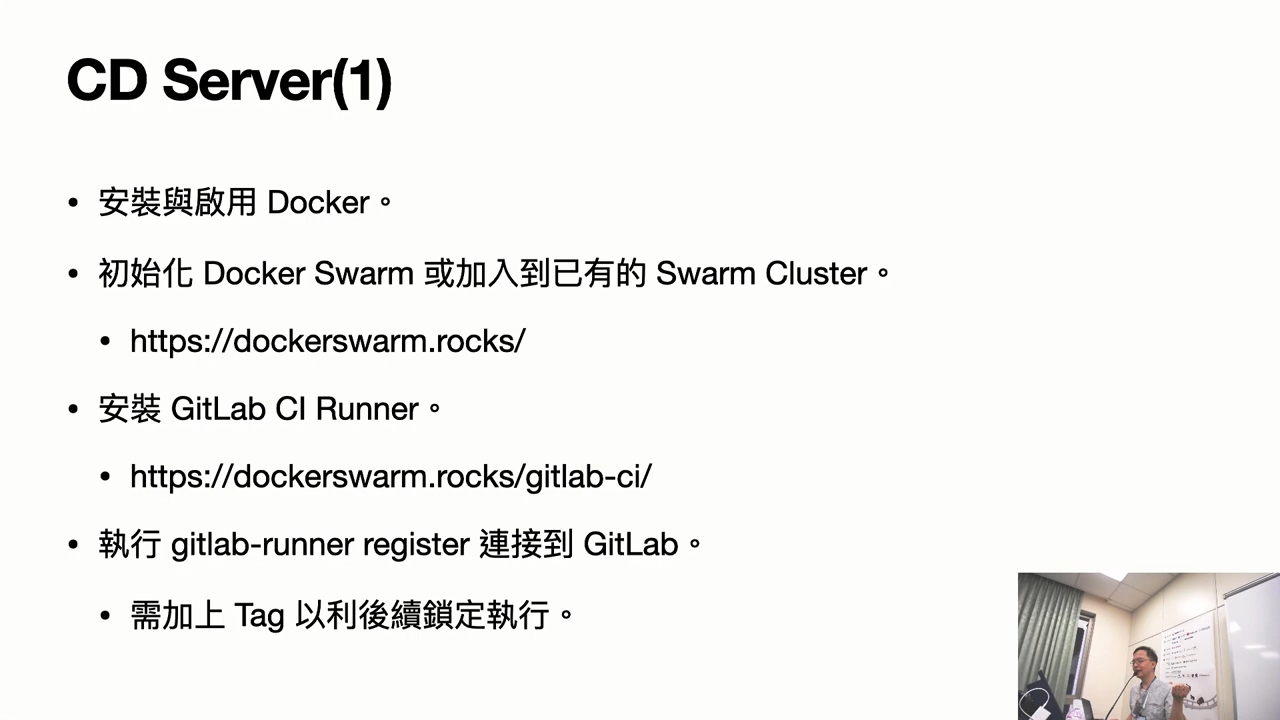 CD Server(1)
• 安裝與啟用 Docker。
• 初始化 Docker Swarm 或加入到已有的 Swarm Cluster。
• https://dockerswarm.rocks/
• 安裝 GitLab CI Runner。
• https://dockerswarm.rocks/gitlab-ci/
• 執行 gitlab-runner register 連接到 GitLab。
• 需加上 Tag 以利後續鎖定執行。